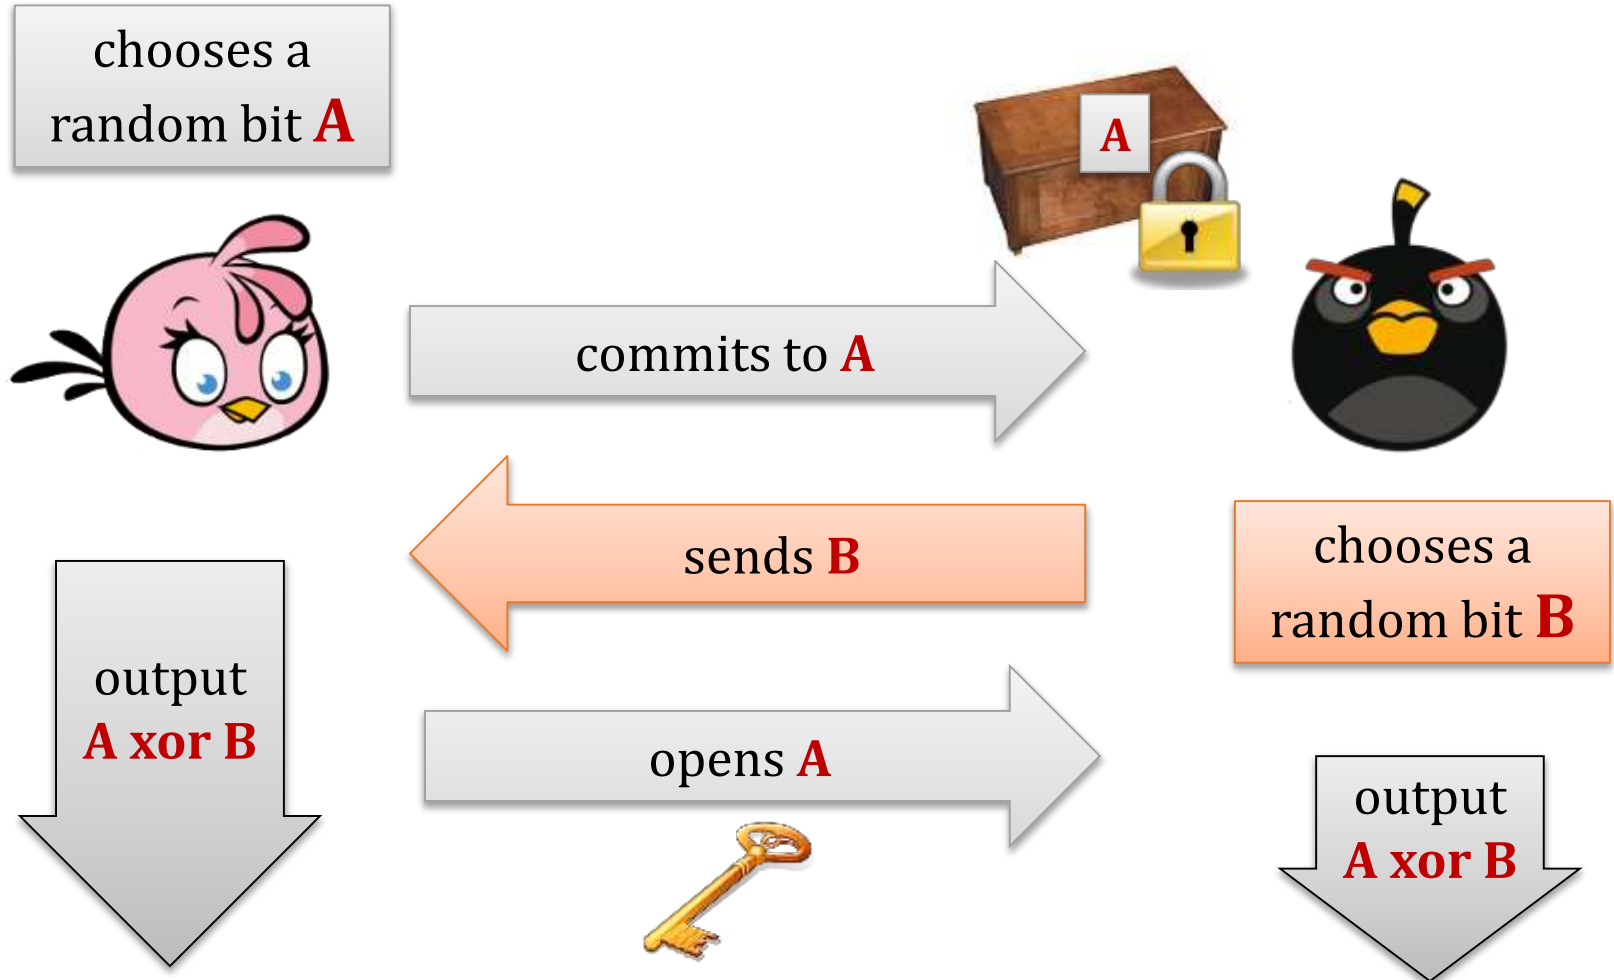 chooses a
random bit A
A
commits to A
sends B
chooses a
random bit B
output
A xor B
opens A
output
A xor B